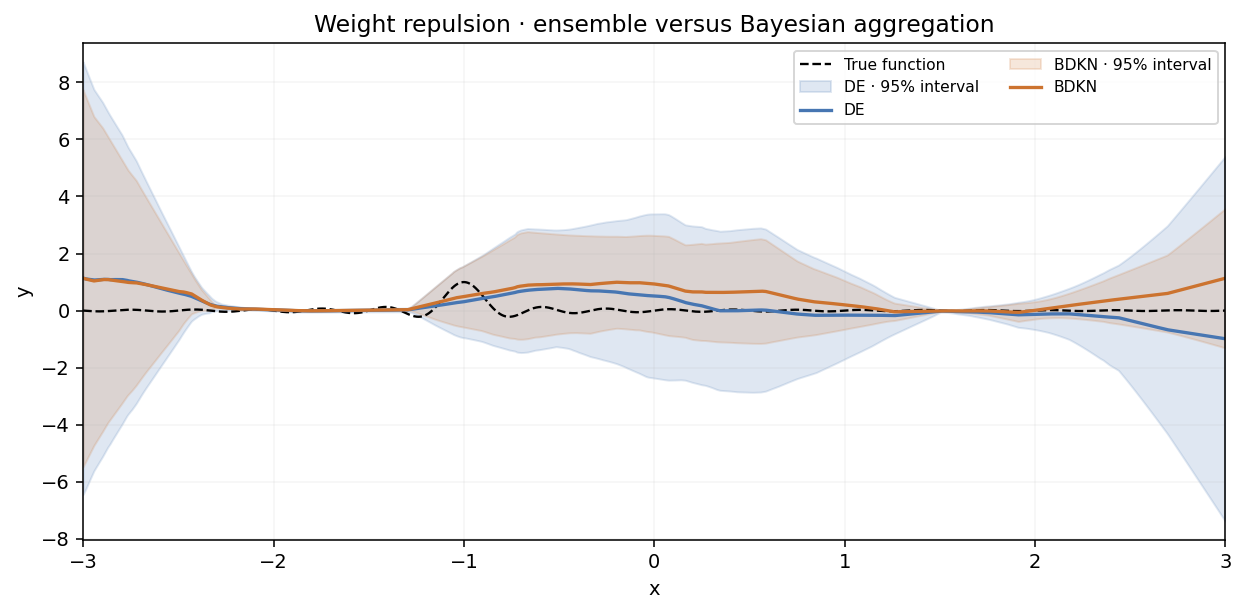 Weight repulsion · ensemble versus Bayesian aggregation
True function
DE · 95% interval
DE
BDKN · 95% interval
BDKN
8
6
4
2
0
−2
−4
−6
−8
y
−3
−2
−1
0
1
2
3
x